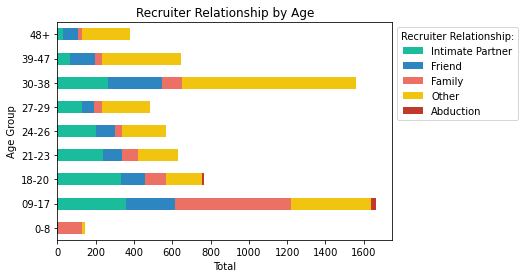 Recruiter Relationship by Age
Recruiter Relationship:
Intimate Partner
Friend
Family
Other
Abduction
Age Group
48+
39-47
30-38
27-29
24-26
21-23
18-20
09-17
0-8
0 200 400 600 800 1000 1200 1400 1600
Total